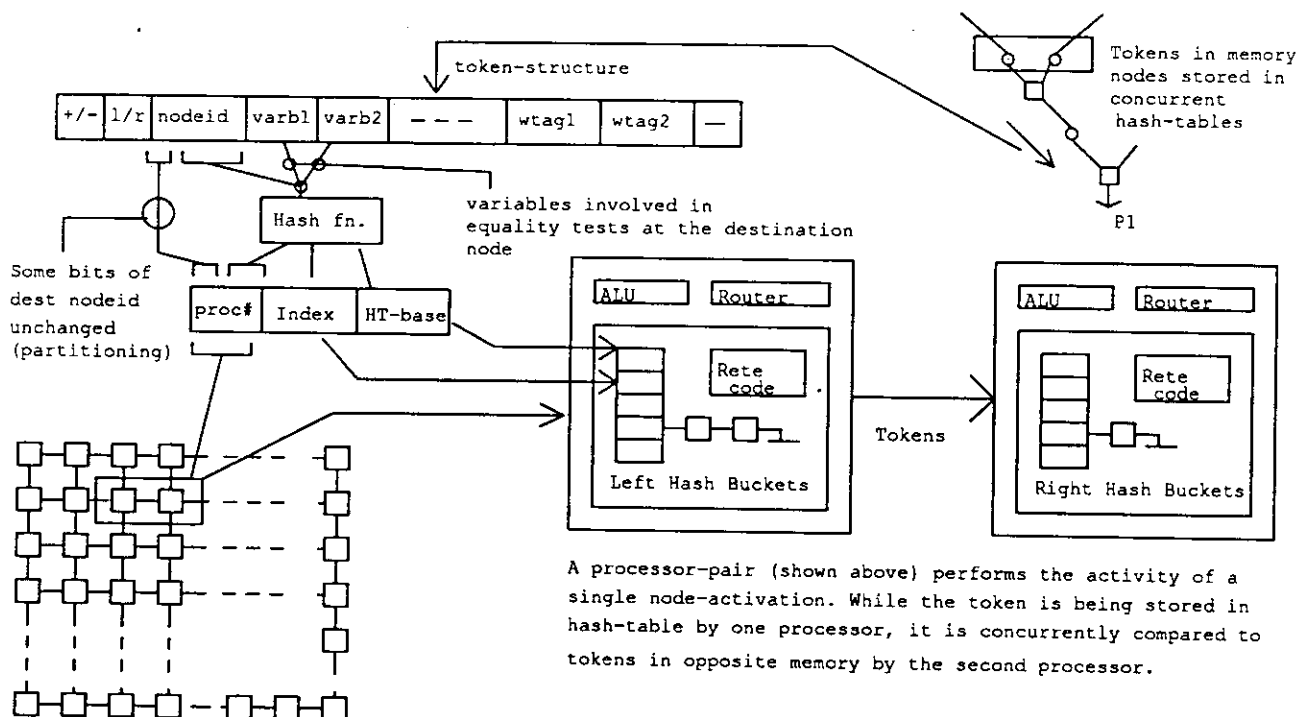 token-structure
Tokens in memory
nodes stored in
concurrent
hash-tables
+/- l/r nodeid varb1 varb2 - - - wtag1 wtag2 —
P1
variables involved in
equality tests at the destination
node
Hash fn.
Some bits of
dest nodeid
unchanged
(partitioning)
proc# Index HT-base
ALU Router
Rete
code
Left Hash Buckets
Tokens
ALU Router
Rete
code
Right Hash Buckets
A processor-pair (shown above) performs the activity of a
single node-activation. While the token is being stored in
hash-table by one processor, it is concurrently compared to
tokens in opposite memory by the second processor.